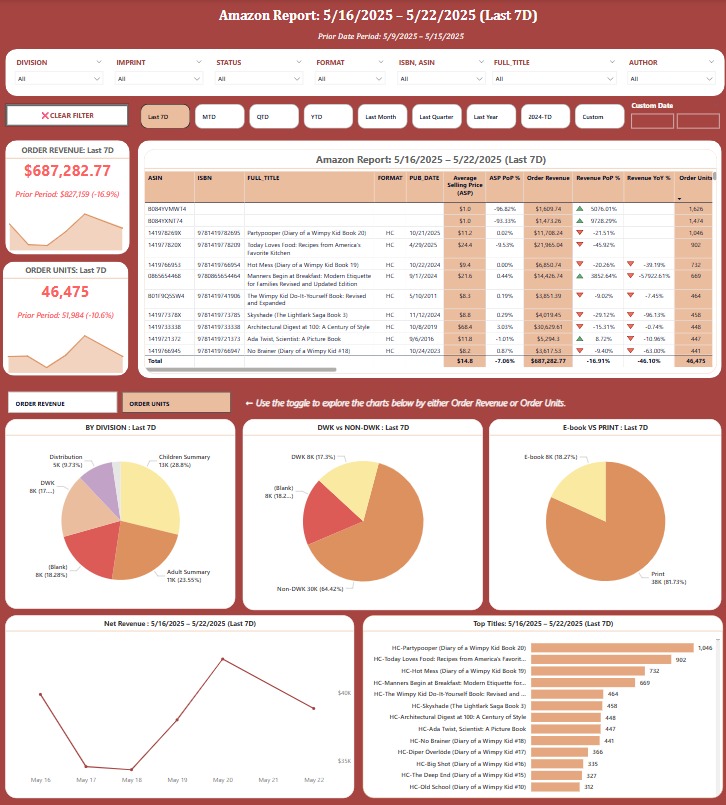 Amazon Report: 5/16/2025 – 5/22/2025 (Last 7D)
Prior Date Period: 5/9/2025 – 5/15/2025
DIVISION IMPRINT STATUS FORMAT ISBN, ASIN FULL_TITLE AUTHOR
All All All All All All All
CLEAR FILTER
Last 7D MTD QTD YTD Last Month Last Quarter Last Year 2024-TD Custom
Custom Date
ORDER REVENUE: Last 7D
$687,282.77
Prior Period: $827,159 (-16.9%)
ORDER UNITS: Last 7D
46,475
Prior Period: 51,984 (-10.6%)
Amazon Report: 5/16/2025 – 5/22/2025 (Last 7D)
ASIN ISBN FULL_TITLE FORMAT PUB_DATE Average Selling Price (ASP) ASP PoP % Order Revenue Revenue PoP % Revenue YoY % Order Units
B084YVMWT4 $1.0 -96.82% $1,609.74 5076.01% 1,626
B084YXN174 $1.0 -93.33% $1,473.26 9728.29% 1,474
141978269X 9781419782695 Partypooper (Diary of a Wimpy Kid Book 20) HC 10/21/2025 $11.2 0.02% $11,708.24 -21.51% 1,046
141977820X 9781419778209 Today Loves Food: Recipes from America's Favorite Kitchen HC 4/29/2025 $24.4 -9.53% $21,965.04 -45.92% 902
1419766953 9781419766954 Hot Mess (Diary of a Wimpy Kid Book 19) HC 10/22/2024 $9.4 0.00% $6,850.74 -20.26% -39.19% 732
0865654468 9780865654464 Manners Begin at Breakfast: Modern Etiquette for Families Revised and Updated Edition HC 9/17/2024 $21.6 0.44% $14,426.74 3852.64% -57922.61% 669
B01F9Q5SW4 9781419741906 The Wimpy Kid Do-It-Yourself Book: Revised and Expanded HC 5/10/2011 $8.3 0.19% $3,851.39 -9.02% -7.45% 464
141977378X 9781419773785 Skyshade (The Lightlark Saga Book 3) HC 11/12/2024 $8.8 0.29% $4,019.45 -29.12% -96.13% 458
1419733338 9781419733338 Architectural Digest at 100: A Century of Style HC 10/8/2019 $68.4 3.03% $30,629.61 -15.31% -0.74% 448
1419721372 9781419721373 Ada Twist, Scientist: A Picture Book HC 9/6/2016 $11.8 -1.01% $5,294.3 8.72% -10.96% 447
1419766945 9781419766947 No Brainer (Diary of a Wimpy Kid #18) HC 10/24/2023 $8.2 0.87% $3,617.53 -9.40% -63.00% 441
Total $14.8 -7.06% $687,282.77 -16.91% -46.10% 46,475
ORDER REVENUE ORDER UNITS
← Use the toggle to explore the charts below by either Order Revenue or Order Units.
BY DIVISION : Last 7D
Distribution
5K (9.73%)
Children Summary
13K (28.8%)
DWK
8K (17....)
(Blank)
8K (18.28%)
Adult Summary
11K (23.55%)
DWK vs NON-DWK : Last 7D
DWK 8K (17.3%)
(Blank)
8K (18.2...)
Non-DWK 30K (64.42%)
E-book VS PRINT : Last 7D
E-book 8K (18.27%)
Print
38K (81.73%)
Net Revenue : 5/16/2025 – 5/22/2025 (Last 7D)
$40K
$35K
May 16 May 17 May 18 May 19 May 20 May 21 May 22
Top Titles: 5/16/2025 – 5/22/2025 (Last 7D)
HC-Partypooper (Diary of a Wimpy Kid Book 20) 1,046
HC-Today Loves Food: Recipes from America's Favorit... 902
HC-Hot Mess (Diary of a Wimpy Kid Book 19) 732
HC-Manners Begin at Breakfast: Modern Etiquette for... 669
HC-The Wimpy Kid Do-It-Yourself Book: Revised and ... 464
HC-Skyshade (The Lightlark Saga Book 3) 458
HC-Architectural Digest at 100: A Century of Style 448
HC-Ada Twist, Scientist: A Picture Book 447
HC-No Brainer (Diary of a Wimpy Kid #18) 441
HC-Diper Överlöde (Diary of a Wimpy Kid #17) 366
HC-Big Shot (Diary of a Wimpy Kid #16) 335
HC-The Deep End (Diary of a Wimpy Kid #15) 327
HC-Old School (Diary of a Wimpy Kid #10) 312